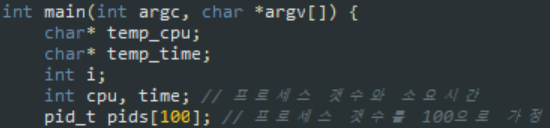 int main(int argc, char *argv[]) {
char* temp_cpu;
char* temp_time;
int i;
int cpu, time; // 프로세스 갯수와 소요시간
pid_t pids[100]; // 프로세스 갯수를 100으로 가정